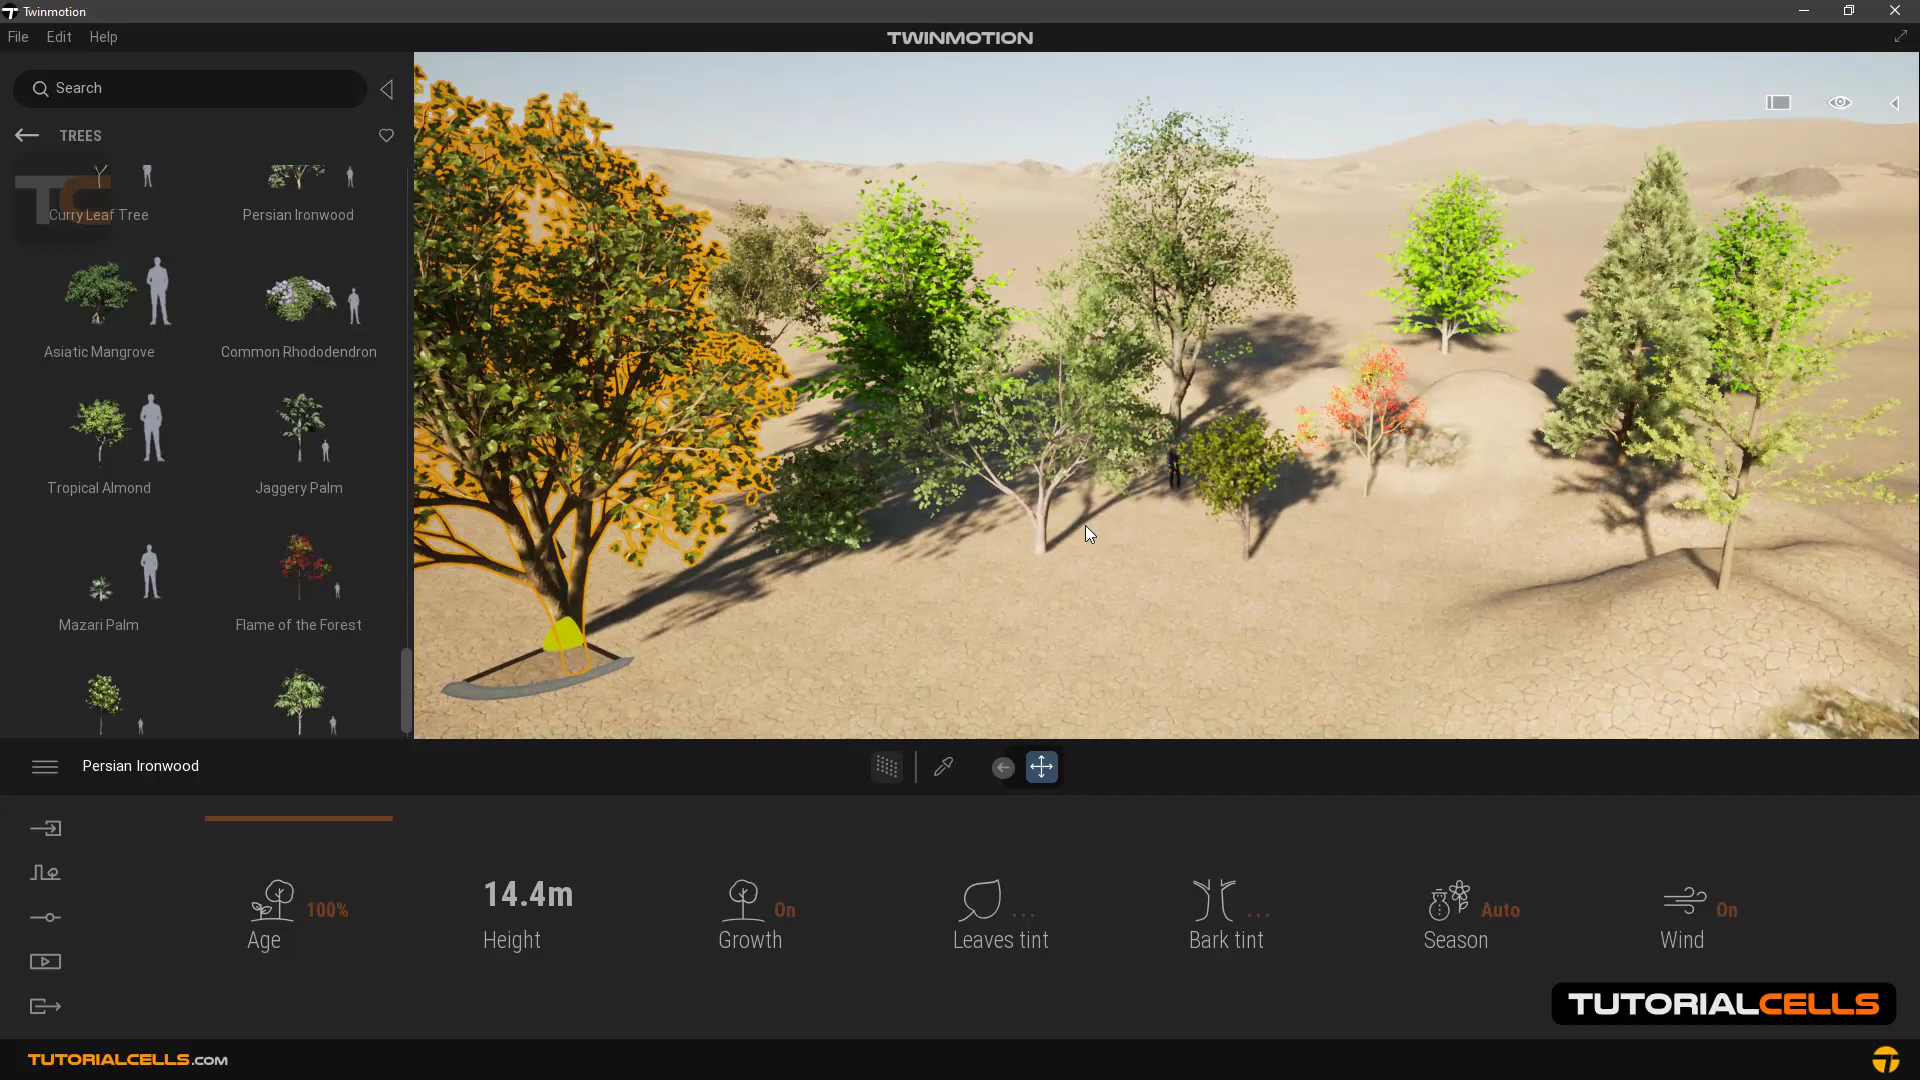 Twinmotion
File Edit Help
TWINMOTION
Search
TREES
TC
Curry Leaf Tree
Persian Ironwood
Asiatic Mangrove
Common Rhododendron
Tropical Almond
Jaggery Palm
Mazari Palm
Flame of the Forest
Persian Ironwood
100%
Age
14.4m
Height
On
Growth
...
Leaves tint
...
Bark tint
Auto
Season
On
Wind
TUTORIALCELLS
TUTORIALCELLS.COM